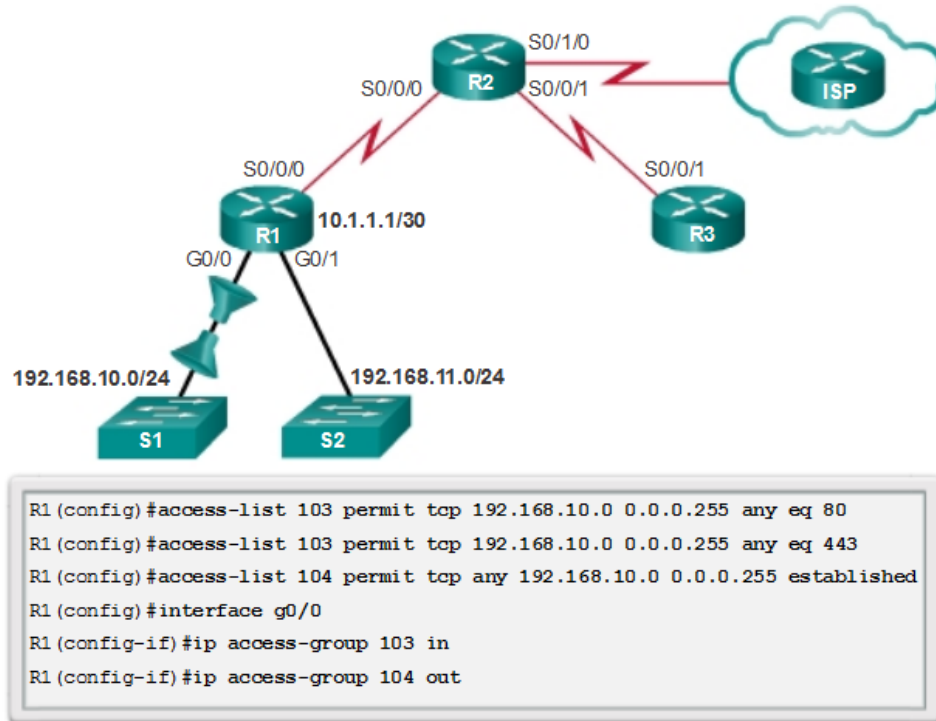 S0/1/0
R2
ISP
S0/0/0
S0/0/1
S0/0/0
S0/0/1
10.1.1.1/30
R1
R3
G0/0
G0/1
192.168.10.0/24
192.168.11.0/24
S1
S2
R1(config)#access-list 103 permit tcp 192.168.10.0 0.0.0.255 any eq 80
R1(config)#access-list 103 permit tcp 192.168.10.0 0.0.0.255 any eq 443
R1(config)#access-list 104 permit tcp any 192.168.10.0 0.0.0.255 established
R1(config)#interface g0/0
R1(config-if)#ip access-group 103 in
R1(config-if)#ip access-group 104 out